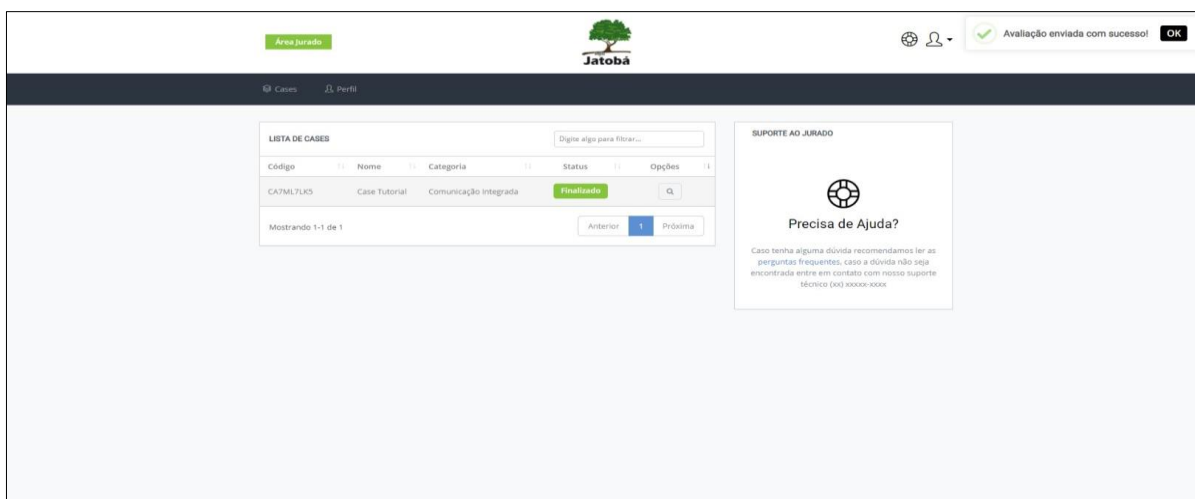 Área Jurado
Jatobá
Avaliação enviada com sucesso! OK
Cases Perfil
LISTA DE CASES
Digite algo para filtrar...
Código Nome Categoria Status Opções
CA7ML7LK5 Case Tutorial Comunicação Integrada Finalizado
Mostrando 1-1 de 1
Anterior 1 Próxima
SUPORTE AO JURADO
Precisa de Ajuda?
Caso tenha alguma dúvida recomendamos ler as
perguntas frequentes, caso a dúvida não seja
encontrada entre em contato com nosso suporte
técnico (xx) xxxxx-xxxx